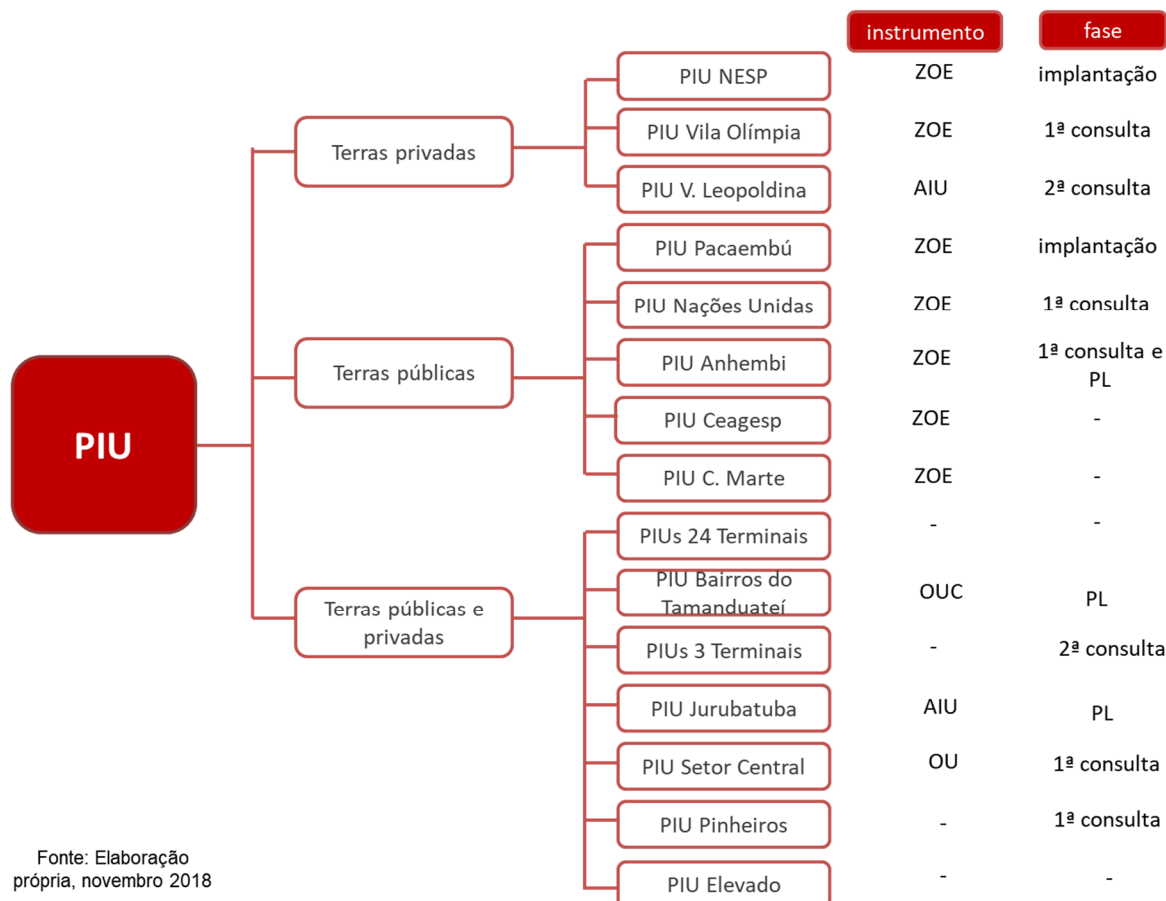 instrumento fase
PIU NESP ZOE implantação
Terras privadas
PIU Vila Olímpia ZOE 1ª consulta
PIU V. Leopoldina AIU 2ª consulta
PIU Pacaembú ZOE implantação
PIU Nações Unidas ZOE 1ª consulta
Terras públicas
PIU Anhembi ZOE 1ª consulta e
PL
PIU Ceagesp ZOE -
PIU
PIU C. Marte ZOE -
PIUs 24 Terminais - -
PIU Bairros do
Tamanduateí OUC PL
Terras públicas e
privadas
PIUs 3 Terminais - 2ª consulta
PIU Jurubatuba AIU PL
PIU Setor Central OU 1ª consulta
PIU Pinheiros - 1ª consulta
PIU Elevado - -
Fonte: Elaboração
própria, novembro 2018